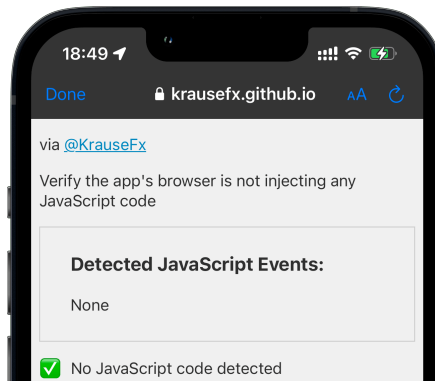 18:49
Done
krausefx.github.io
AA
via @KrauseFx
Verify the app's browser is not injecting any
JavaScript code
Detected JavaScript Events:
None
No JavaScript code detected